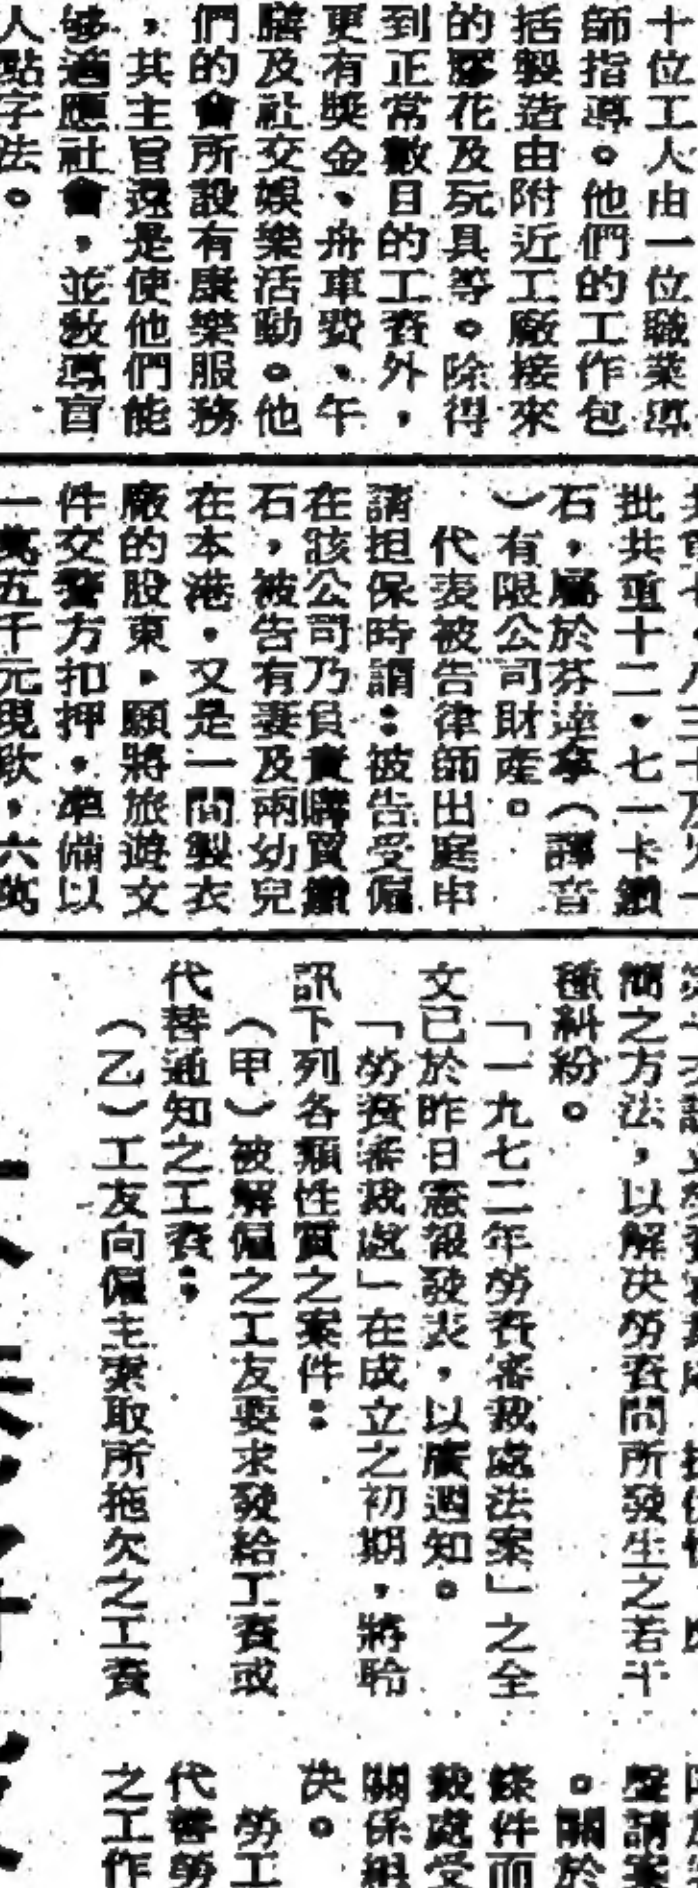 十位工人由一位職業導
師指導。他們的工作包
括製造由附近工廠接來
的膠花及玩具等。除得
到正常數目的工資外，
更有獎金、舟車費、午
膳及社交娛樂活動。他
們的會所設有康樂服務
，其主旨還是使他們能
够適應社會，並教導盲
人點字法。
批共重十二．七一卡鑽
石，屬於芬達拿（譯音
）有限公司財產。
代表被告律師出庭申
請担保時謂：被告受僱
在該公司乃負責購買鑽
石，被告有妻及兩幼兒
在本港，又是一間製衣
廠的股東，願將旅遊文
件交警方扣押，準備以
一萬五千元現欵，六萬
簡之方法，以解决勞資間所發生之若干
種糾紛。
「一九七二年勞資審裁處法案」之全
文已於昨日憲報發表，以廣週知。
「勞資審裁處」在成立之初期，將聆
訊下列各類性質之案件：
（甲）被解僱之工友要求發給工資或
代替通知之工資；
（乙）工友向僱主索取所拖欠之工資
聲請案
。關於
條件而
裁處受
關係組
决。
勞工
代替勞
之工作